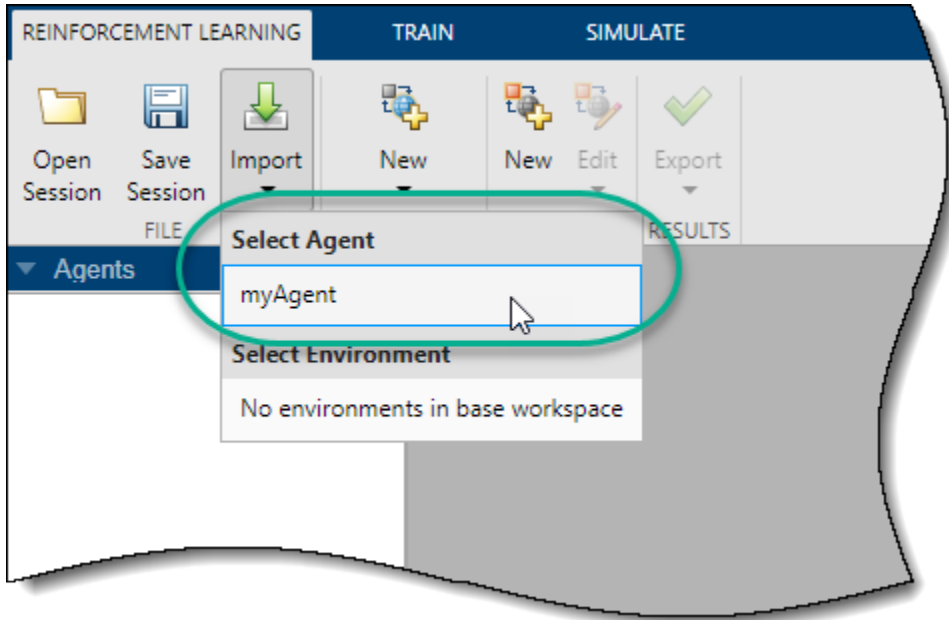 REINFORCEMENT LEARNING TRAIN SIMULATE
Open Save Import New New Edit Export
Session Session
FILE RESULTS
Select Agent
Agents
myAgent
Select Environment
No environments in base workspace